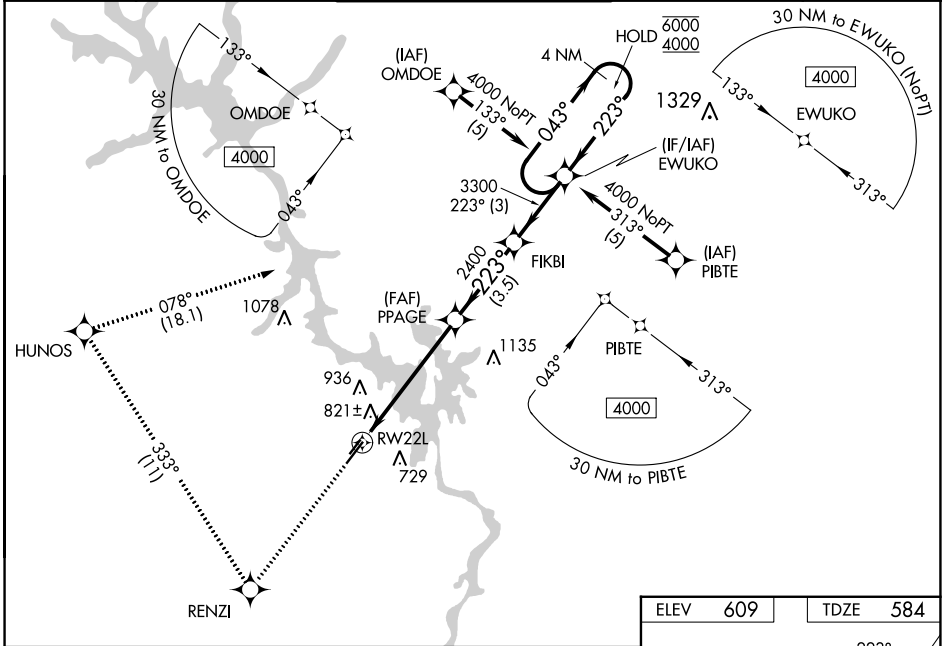 133°
OMDOE
4000
043°
30 NM to OMDOE
(IAF)
OMDOE
4000 NoPT
133°
(5)
4 NM
HOLD
6000
4000
043°
223°
1329
30 NM to EWUKO (NoPT)
133°
4000
EWUKO
313°
(IF/IAF)
EWUKO
3300
223° (3)
4000 NoPT
313°
(5)
(IAF)
PIBTE
FIKBI
2400
223°
(3.5)
(FAF)
PPAGE
078°
(18.1)
1078
HUNOS
1135
PIBTE
043°
313°
4000
30 NM to PIBTE
936
821±
RW22L
729
333°
(11)
RENZI
ELEV 609
TDZE 584